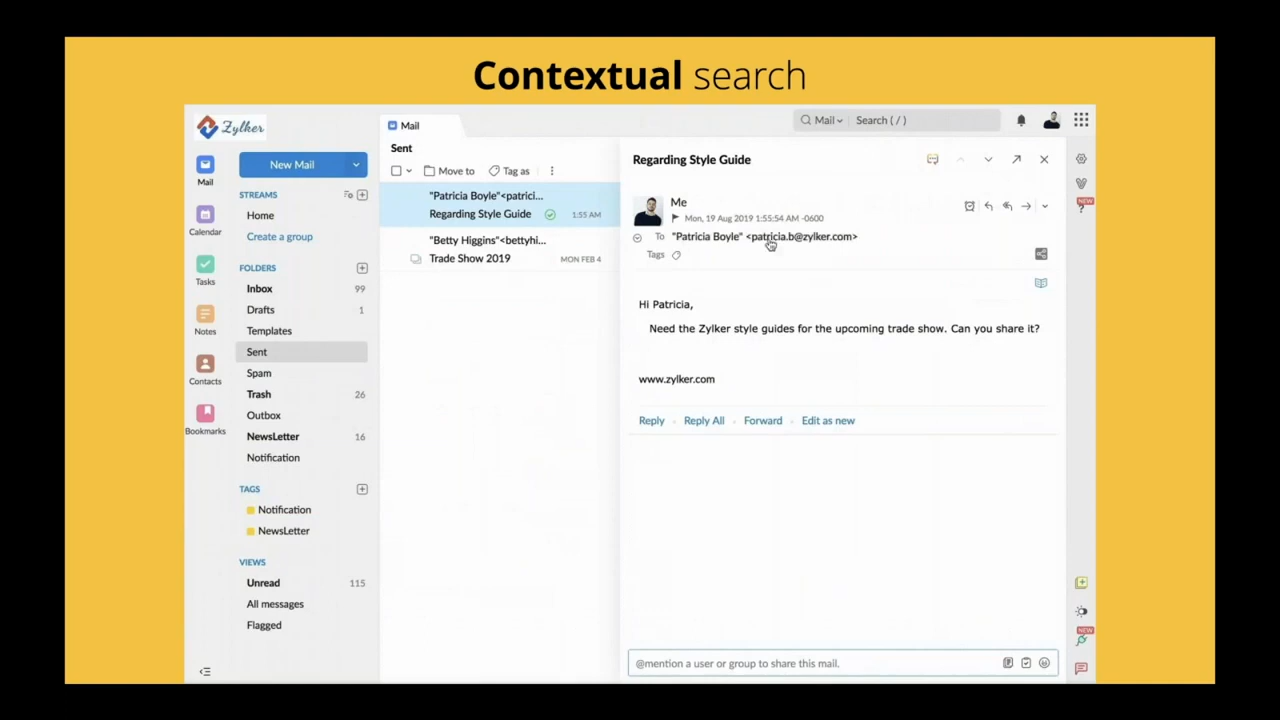 Contextual search
Zylker
Mail
Mail
Search ( / )
Mail
Calendar
Tasks
Notes
Contacts
Bookmarks
New Mail
STREAMS
Home
Create a group
FOLDERS
Inbox 99
Drafts 1
Templates
Sent
Spam
Trash 26
Outbox
NewsLetter 16
Notification
TAGS
Notification
NewsLetter
VIEWS
Unread 115
All messages
Flagged
Sent
Move to
Tag as
"Patricia Boyle"<patrici...
Regarding Style Guide 1:55 AM
"Betty Higgins"<bettyhi...
Trade Show 2019 MON FEB 4
Regarding Style Guide
Me
Mon, 19 Aug 2019 1:55:54 AM -0600
To "Patricia Boyle" <patricia.b@zylker.com>
Tags
Hi Patricia,
Need the Zylker style guides for the upcoming trade show. Can you share it?
www.zylker.com
Reply
Reply All
Forward
Edit as new
@mention a user or group to share this mail.
NEW
?
NEW